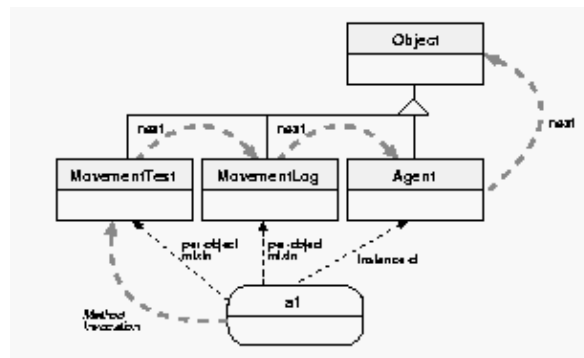 Object
next
next
next
MovementTest
MovementLog
Agent
per-object
mixin
per-object
mixin
instance of
a1
Method
Invocation